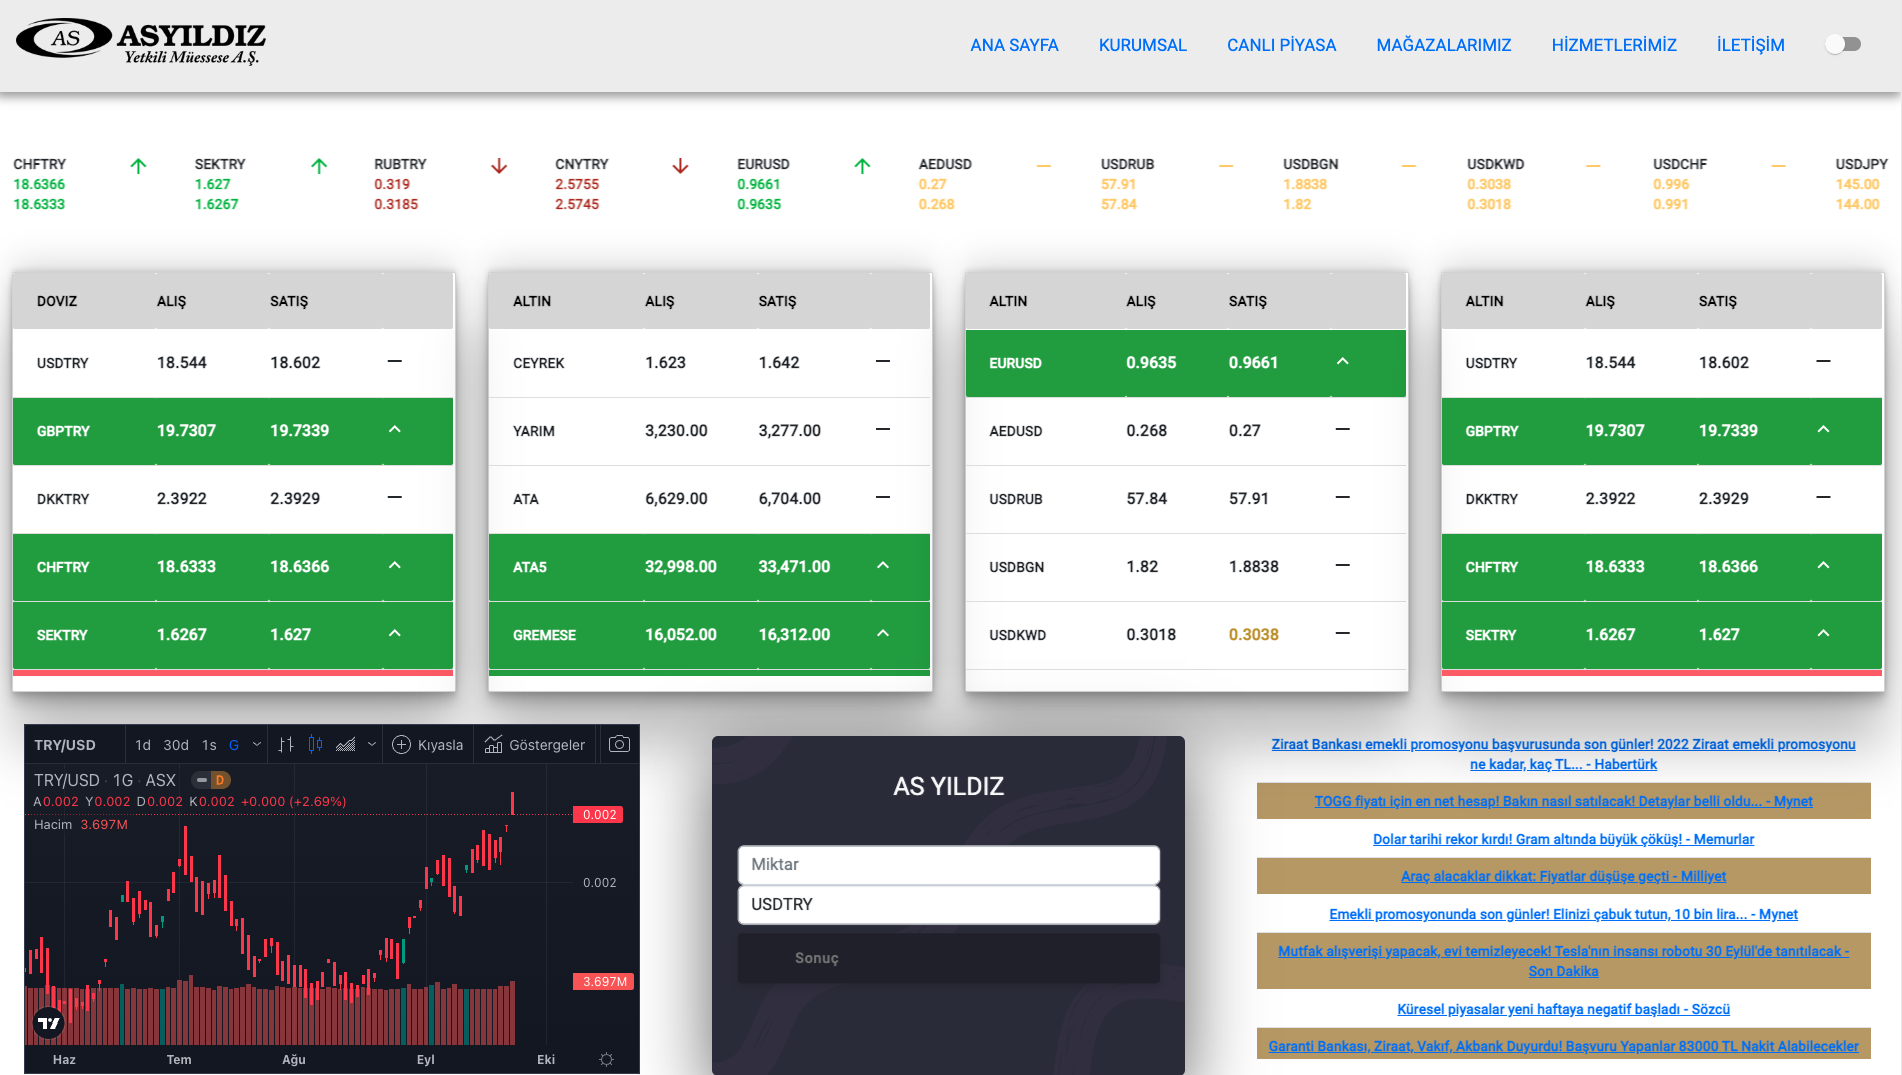 AS ASYILDIZ
Yetkili Müessese A.Ş.
ANA SAYFA KURUMSAL CANLI PİYASA MAĞAZALARIMIZ HİZMETLERİMİZ İLETİŞİM
CHFTRY SEKTRY RUBTRY CNYTRY EURUSD AEDUSD USDRUB USDBGN USDKWD USDCHF USDJPY
18.6366 1.627 0.319 2.5755 0.9661 0.27 57.91 1.8838 0.3038 0.996 145.00
18.6333 1.6267 0.3185 2.5745 0.9635 0.268 57.84 1.82 0.3018 0.991 144.00
DOVIZ ALIŞ SATIŞ
USDTRY 18.544 18.602
GBPTRY 19.7307 19.7339
DKKTRY 2.3922 2.3929
CHFTRY 18.6333 18.6366
SEKTRY 1.6267 1.627
ALTIN ALIŞ SATIŞ
CEYREK 1.623 1.642
YARIM 3,230.00 3,277.00
ATA 6,629.00 6,704.00
ATA5 32,998.00 33,471.00
GREMESE 16,052.00 16,312.00
ALTIN ALIŞ SATIŞ
EURUSD 0.9635 0.9661
AEDUSD 0.268 0.27
USDRUB 57.84 57.91
USDBGN 1.82 1.8838
USDKWD 0.3018 0.3038
ALTIN ALIŞ SATIŞ
USDTRY 18.544 18.602
GBPTRY 19.7307 19.7339
DKKTRY 2.3922 2.3929
CHFTRY 18.6333 18.6366
SEKTRY 1.6267 1.627
TRY/USD 1d 30d 1s G Kıyasla Göstergeler
TRY/USD · 1G · ASX D
A0.002 Y0.002 D0.002 K0.002 +0.000 (+2.69%)
Hacim 3.697M
0.002
0.002
3.697M
Haz Tem Ağu Eyl Eki
AS YILDIZ
Miktar
USDTRY
Sonuç
Ziraat Bankası emekli promosyonu başvurusunda son günler! 2022 Ziraat emekli promosyonu
ne kadar, kaç TL... - Habertürk
TOGG fiyatı için en net hesap! Bakın nasıl satılacak! Detaylar belli oldu... - Mynet
Dolar tarihi rekor kırdı! Gram altında büyük çöküş! - Memurlar
Araç alacaklar dikkat: Fiyatlar düşüşe geçti - Milliyet
Emekli promosyonunda son günler! Elinizi çabuk tutun, 10 bin lira... - Mynet
Mutfak alışverişi yapacak, evi temizleyecek! Tesla'nın insansı robotu 30 Eylül'de tanıtılacak -
Son Dakika
Küresel piyasalar yeni haftaya negatif başladı - Sözcü
Garanti Bankası, Ziraat, Vakıf, Akbank Duyurdu! Başvuru Yapanlar 83000 TL Nakit Alabilecekler